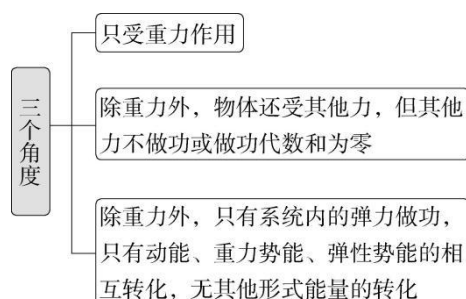 三个角度
只受重力作用
除重力外，物体还受其他力，但其他
力不做功或做功代数和为零
除重力外，只有系统内的弹力做功，
只有动能、重力势能、弹性势能的相
互转化，无其他形式能量的转化